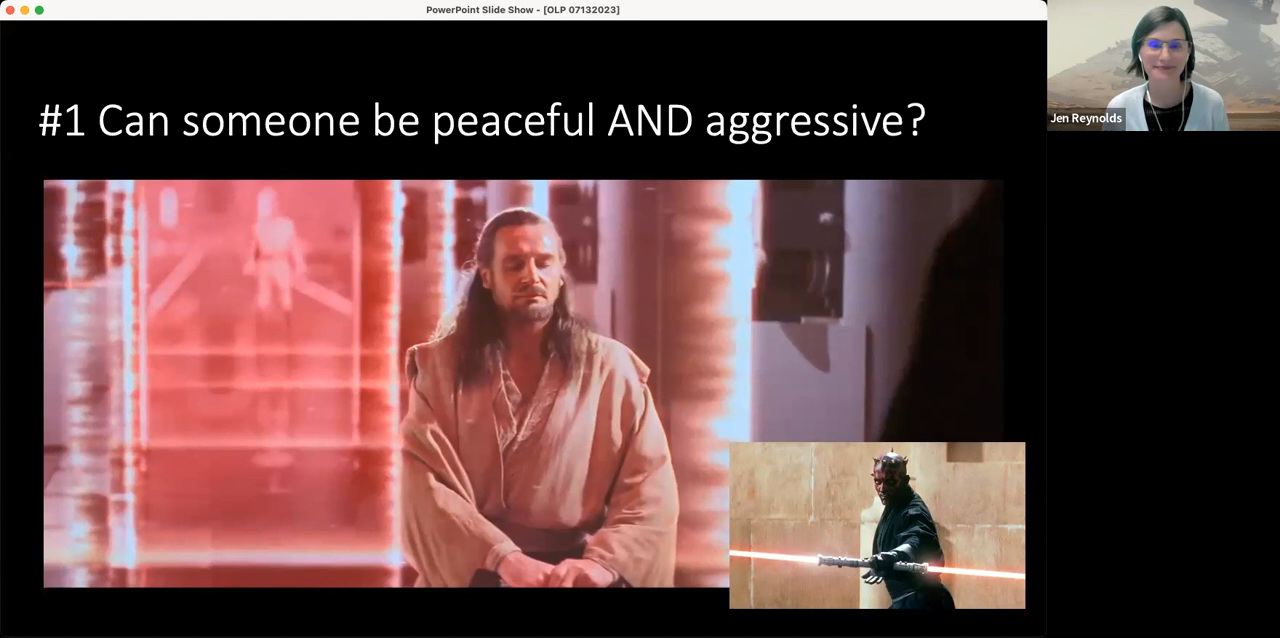 PowerPoint Slide Show - [OLP 07132023]
#1 Can someone be peaceful AND aggressive?
Jen Reynolds